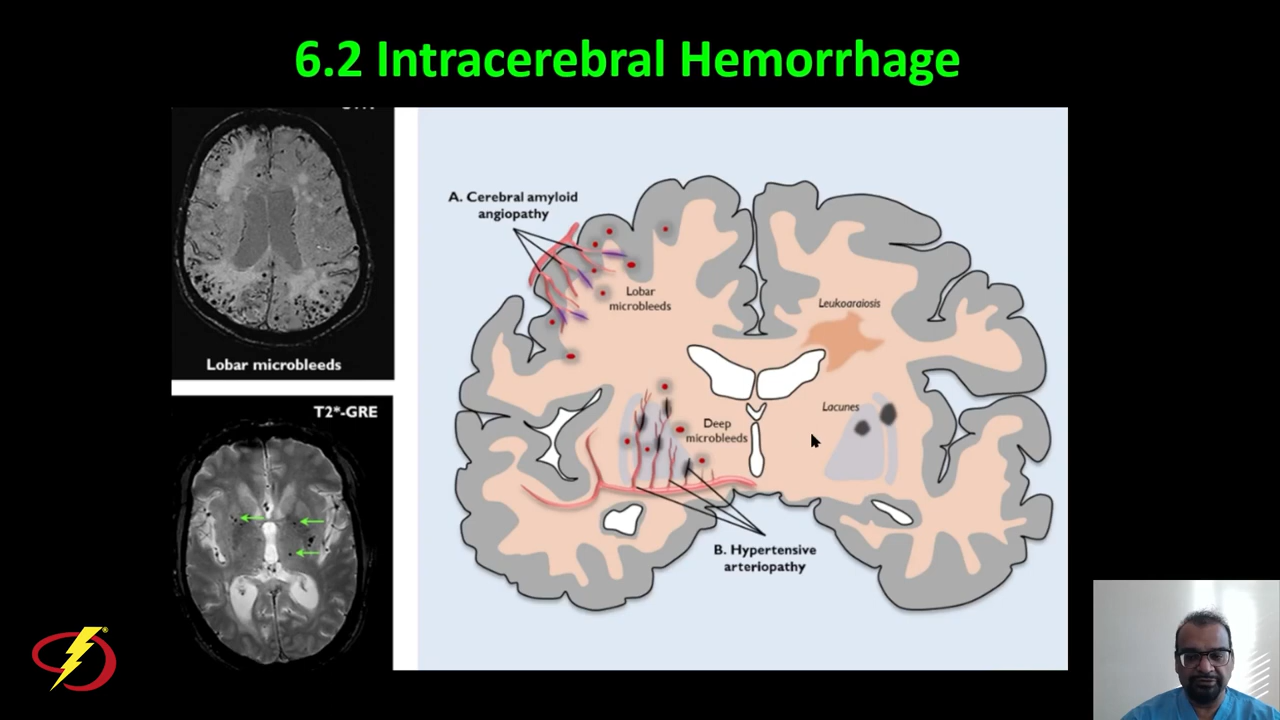 6.2 Intracerebral Hemorrhage
Lobar microbleeds
T2*-GRE
A. Cerebral amyloid
angiopathy
Lobar
microbleeds
Leukoaraiosis
Lacunes
Deep
microbleeds
B. Hypertensive
arteriopathy